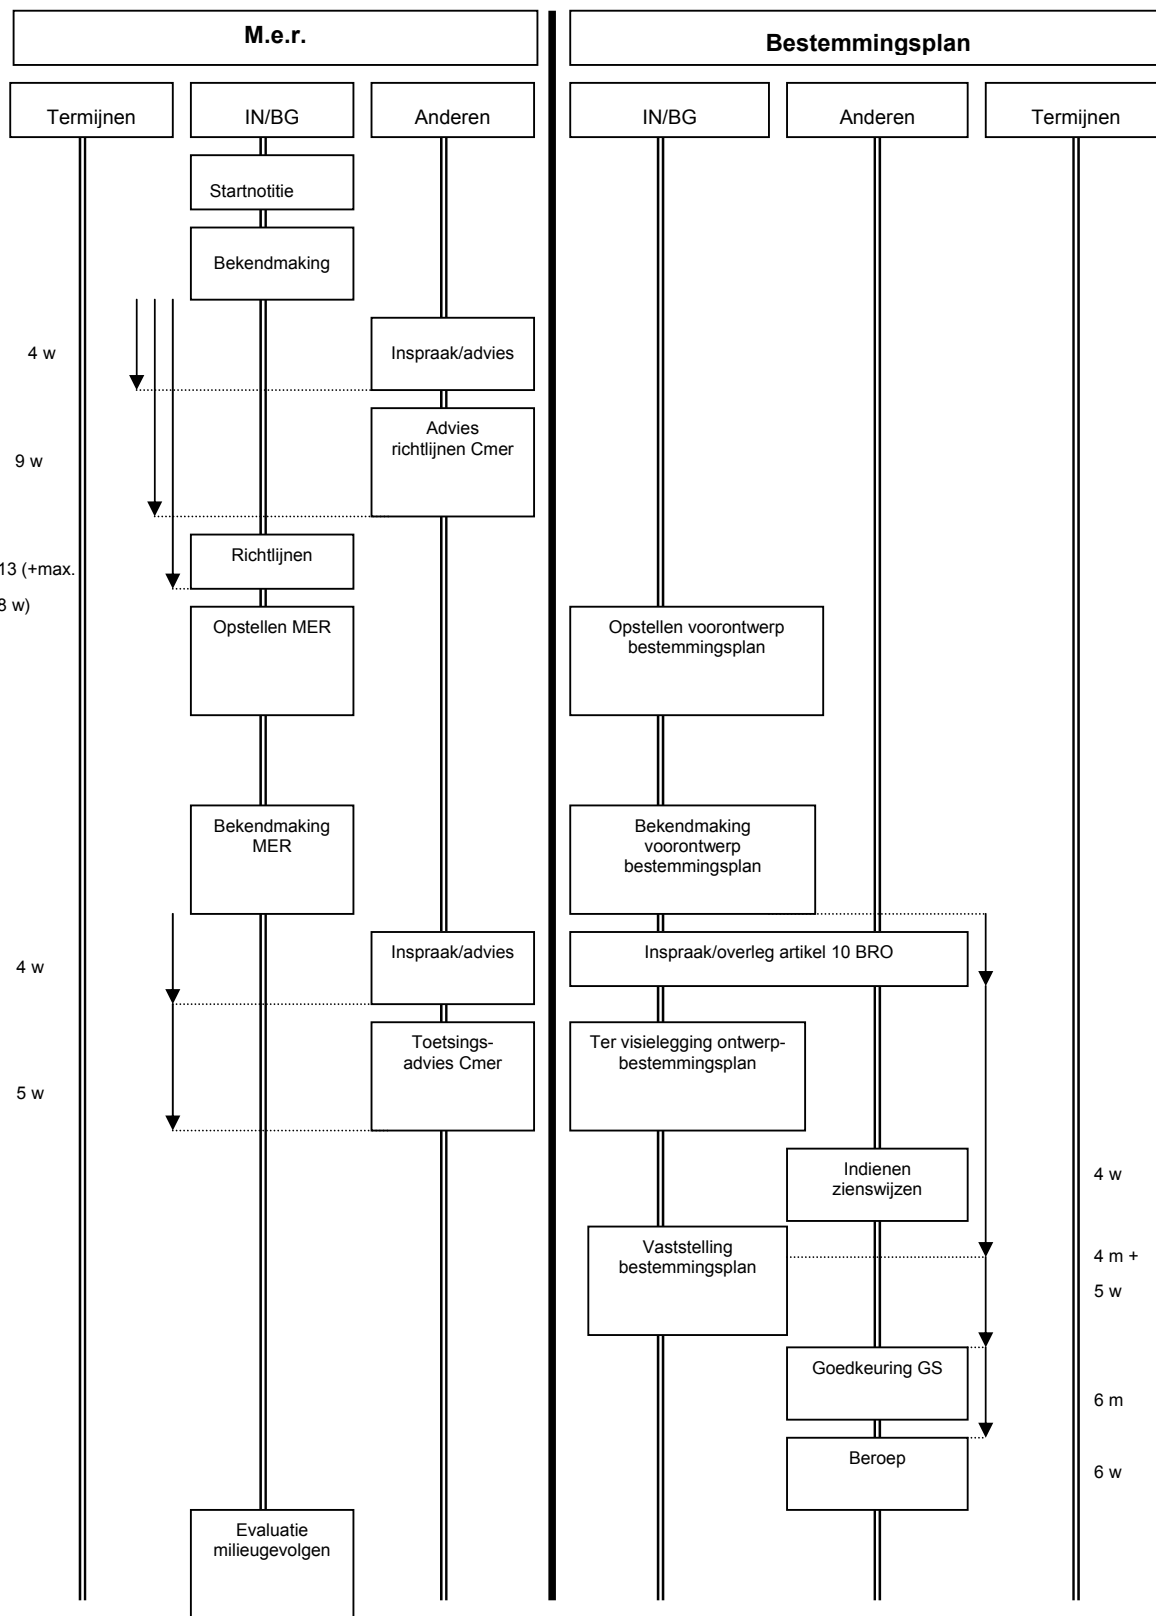 M.e.r.
Bestemmingsplan
Termijnen
IN/BG
Anderen
IN/BG
Anderen
Termijnen
Startnotitie
Bekendmaking
4 w
Inspraak/advies
Advies
richtlijnen Cmer
9 w
Richtlijnen
13 (+max.
8 w)
Opstellen MER
Opstellen voorontwerp
bestemmingsplan
Bekendmaking
MER
Bekendmaking
voorontwerp
bestemmingsplan
4 w
Inspraak/advies
Inspraak/overleg artikel 10 BRO
Toetsings-
advies Cmer
Ter visielegging ontwerp-
bestemmingsplan
5 w
Indienen
zienswijzen
4 w
Vaststelling
bestemmingsplan
4 m +
5 w
Goedkeuring GS
6 m
Beroep
6 w
Evaluatie
milieugevolgen